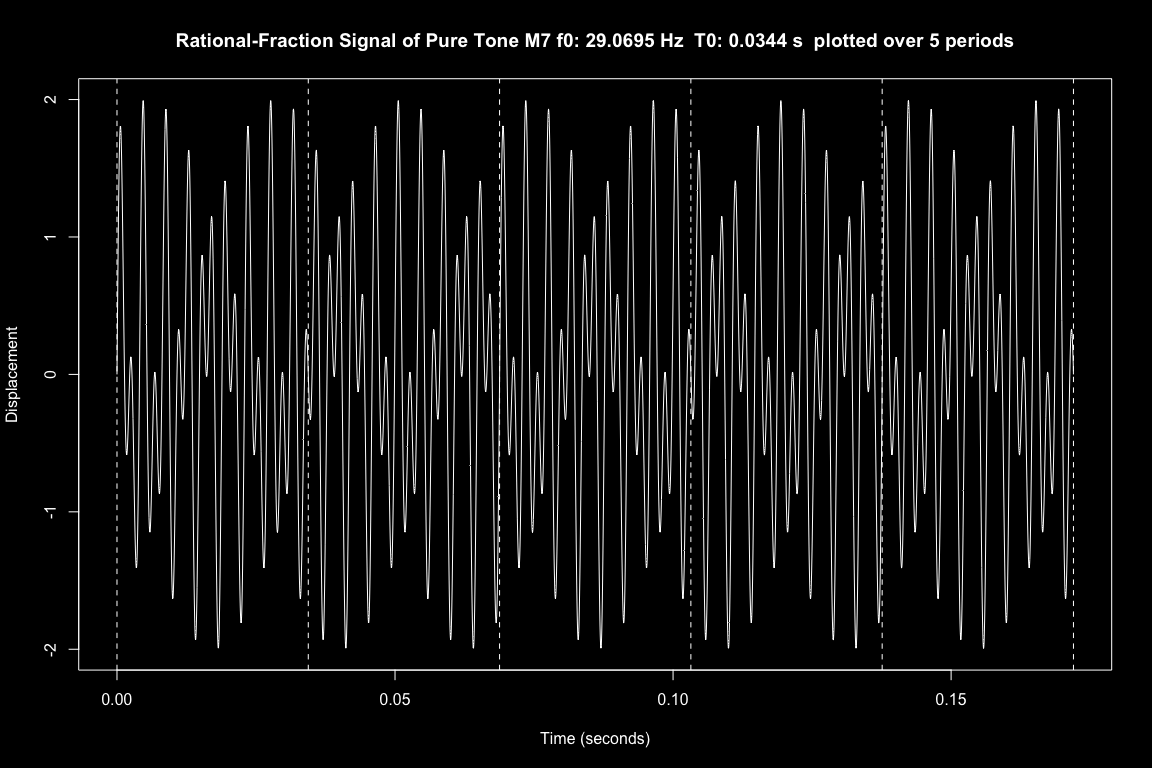 Rational-Fraction Signal of Pure Tone M7 f0: 29.0695 Hz  T0: 0.0344 s  plotted over 5 periods
2
1
0
-1
-2
Displacement
0.00 0.05 0.10 0.15
Time (seconds)